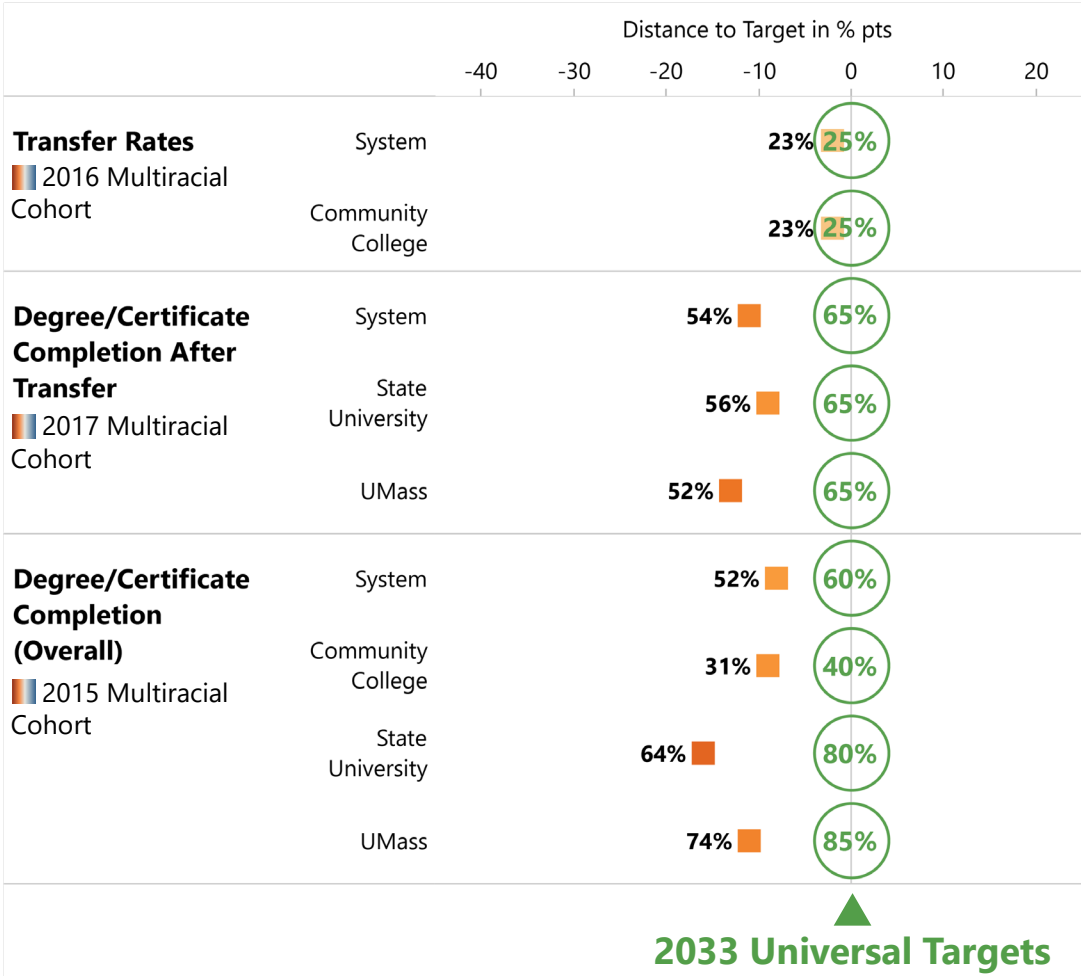 Distance to Target in % pts
-40 -30 -20 -10 0 10 20
Transfer Rates
2016 Multiracial
Cohort
System
23% 25%
Community
College
23% 25%
Degree/Certificate
Completion After
Transfer
2017 Multiracial
Cohort
System
54% 65%
State
University
56% 65%
UMass
52% 65%
Degree/Certificate
Completion
(Overall)
2015 Multiracial
Cohort
System
52% 60%
Community
College
31% 40%
State
University
64% 80%
UMass
74% 85%
2033 Universal Targets